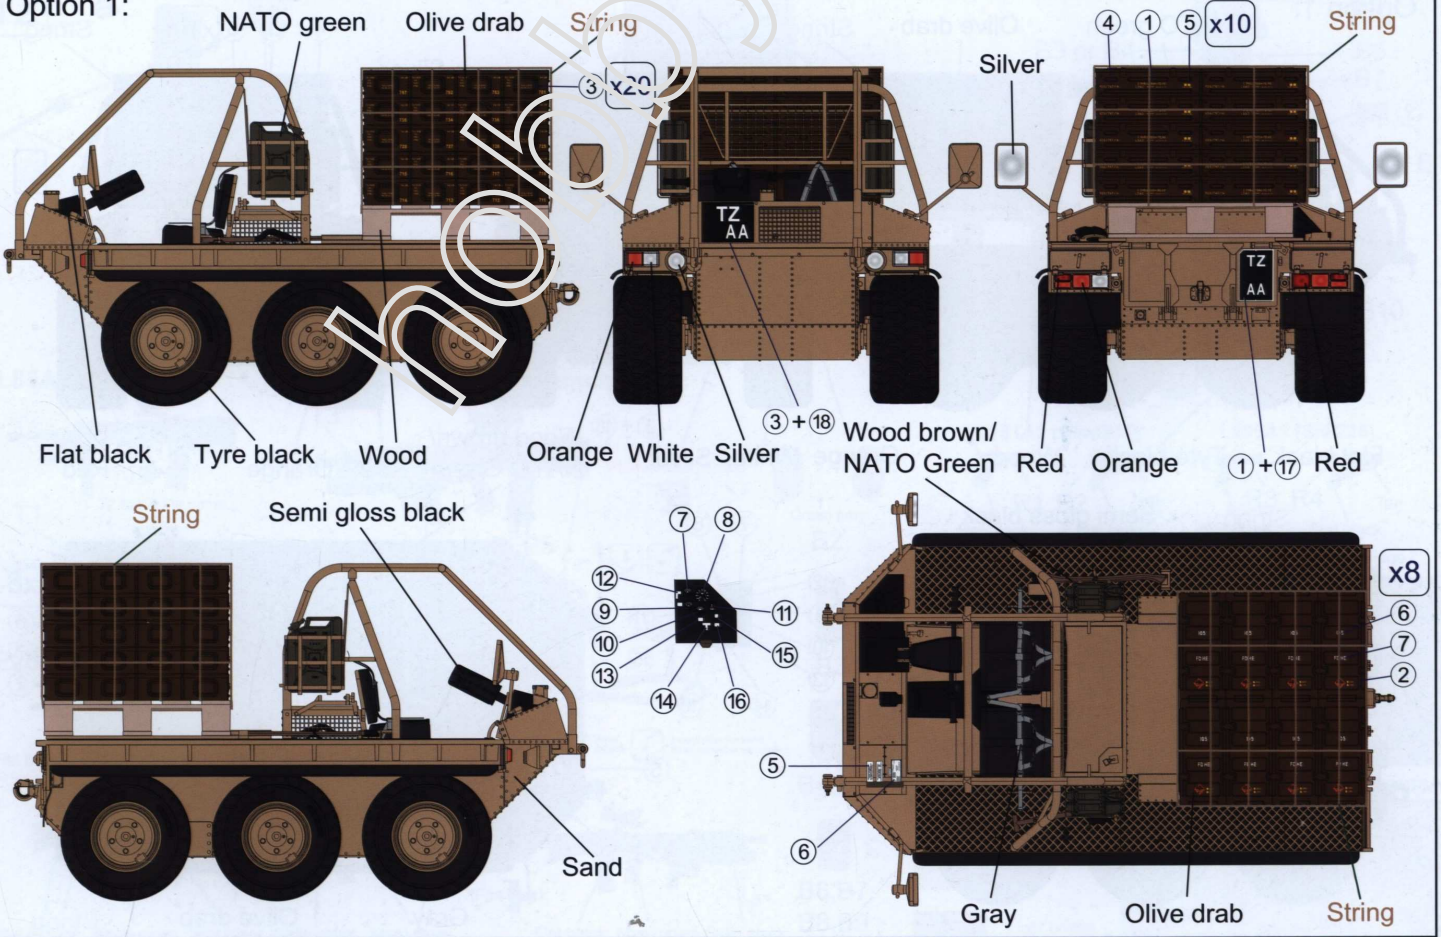 Option 1:
NATO green
Olive drab
String
3
x20
4
1
5
x10
String
Silver
TZ
AA
TZ
AA
Flat black
Tyre black
Wood
Orange
White
Silver
3+18
Wood brown/
NATO Green
Red
Orange
1+17
Red
String
Semi gloss black
7
8
12
9
10
13
11
15
14
16
x8
6
7
2
5
6
Sand
Gray
Olive drab
String